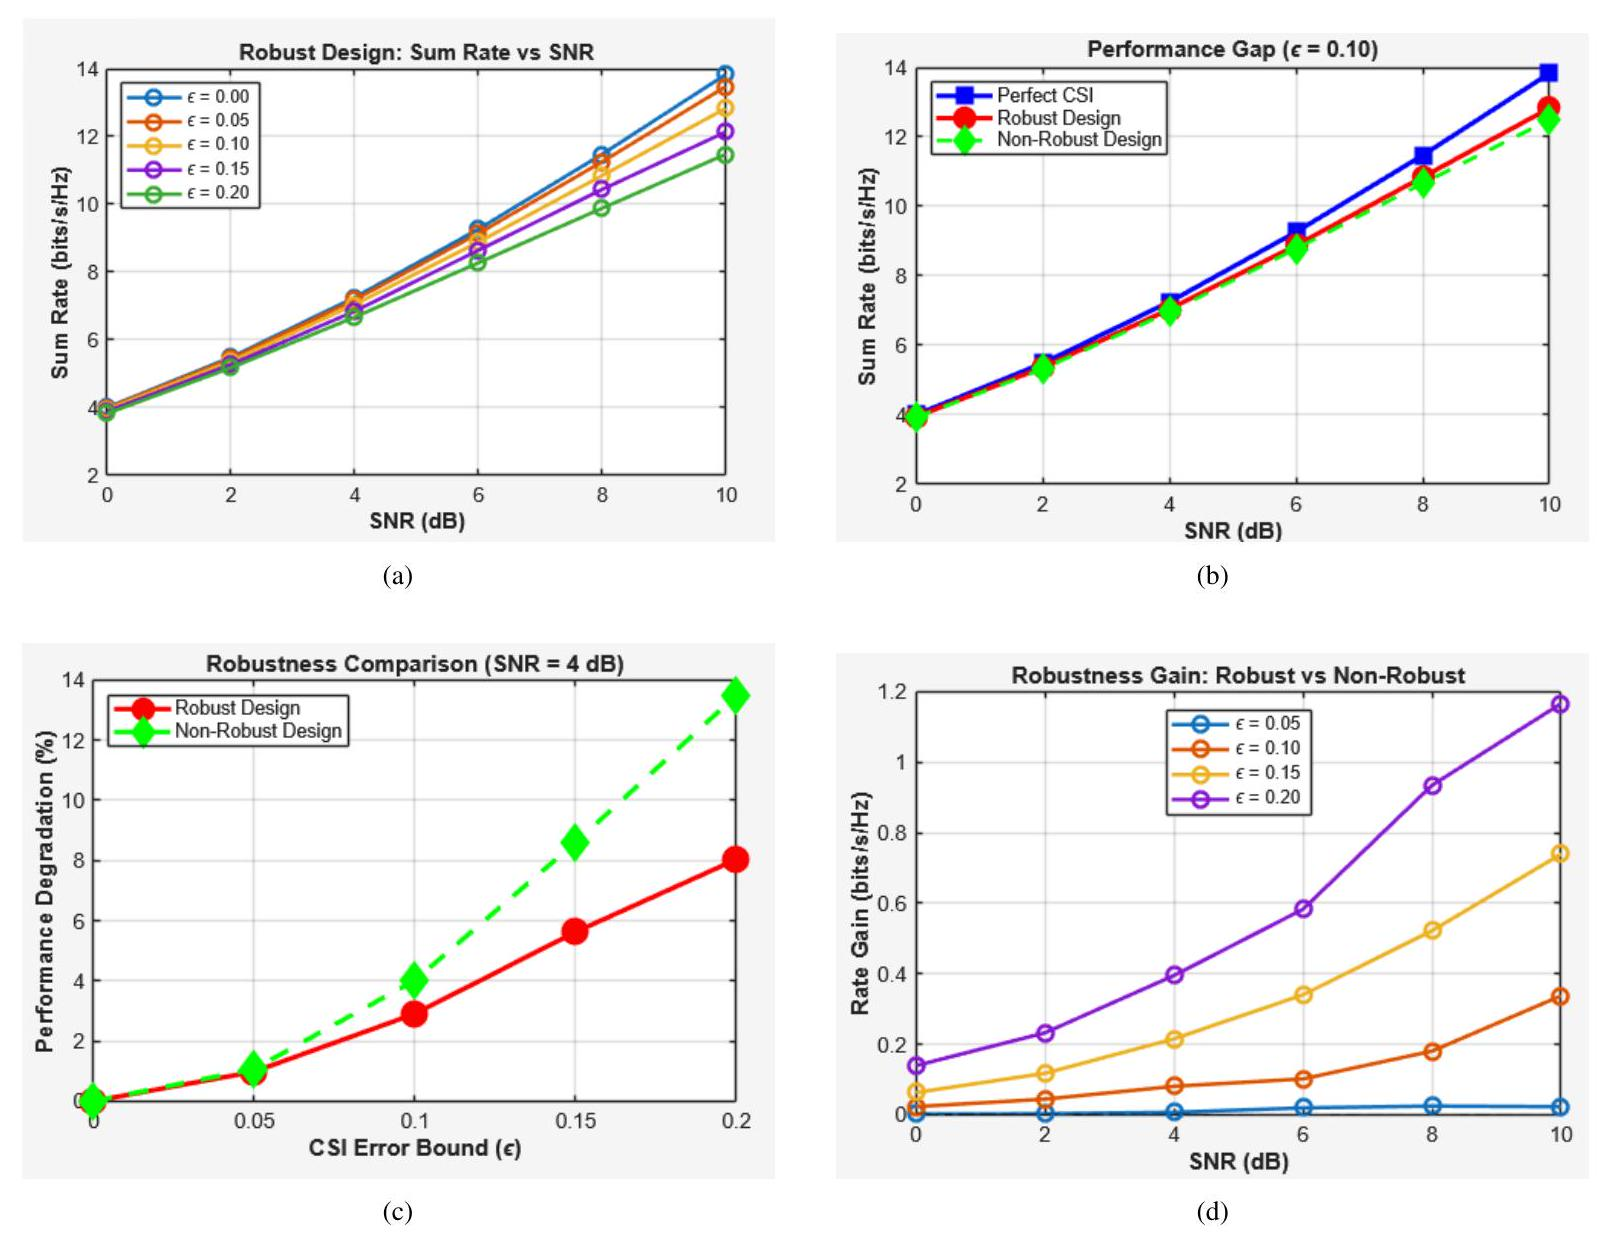 Robust Design: Sum Rate vs SNR
14
12
10
8
6
4
2
ϵ = 0.00
ϵ = 0.05
ϵ = 0.10
ϵ = 0.15
ϵ = 0.20
Sum Rate (bits/s/Hz)
0 2 4 6 8 10
SNR (dB)
(a)
Performance Gap (ϵ = 0.10)
14
12
10
8
6
4
2
Perfect CSI
Robust Design
Non-Robust Design
Sum Rate (bits/s/Hz)
0 2 4 6 8 10
SNR (dB)
(b)
Robustness Comparison (SNR = 4 dB)
14
12
10
8
6
4
2
0
Robust Design
Non-Robust Design
Performance Degradation (%)
0 0.05 0.1 0.15 0.2
CSI Error Bound (ϵ)
(c)
Robustness Gain: Robust vs Non-Robust
1.2
1
0.8
0.6
0.4
0.2
0
ϵ = 0.05
ϵ = 0.10
ϵ = 0.15
ϵ = 0.20
Rate Gain (bits/s/Hz)
0 2 4 6 8 10
SNR (dB)
(d)